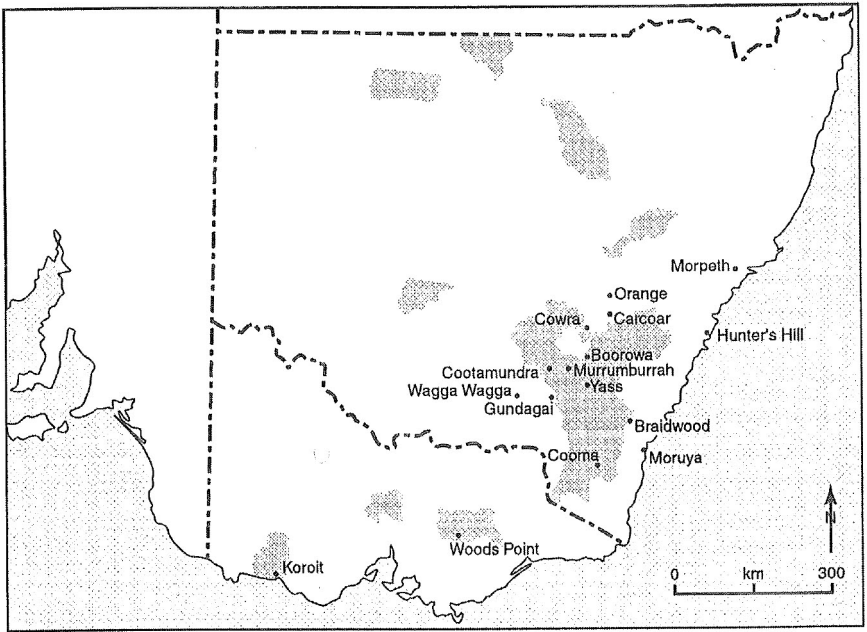 Morpeth
Orange
Cowra
Carcoar
Hunter's Hill
Boorowa
Cootamundra
Murrumburrah
Wagga Wagga
Yass
Gundagai
Braidwood
Cooma
Moruya
N
Woods Point
Koroit
0 km 300